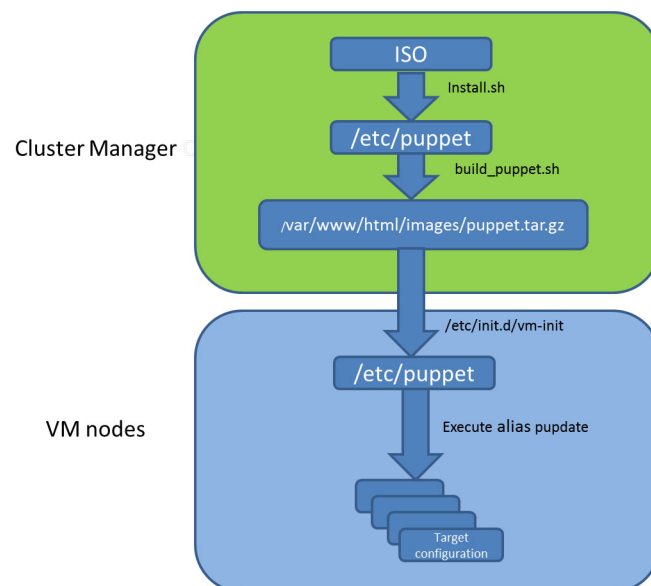 ISO
Install.sh
/etc/puppet
Cluster Manager
build_puppet.sh
/var/www/html/images/puppet.tar.gz
/etc/init.d/vm-init
/etc/puppet
VM nodes
Execute alias pupdate
Target
configuration